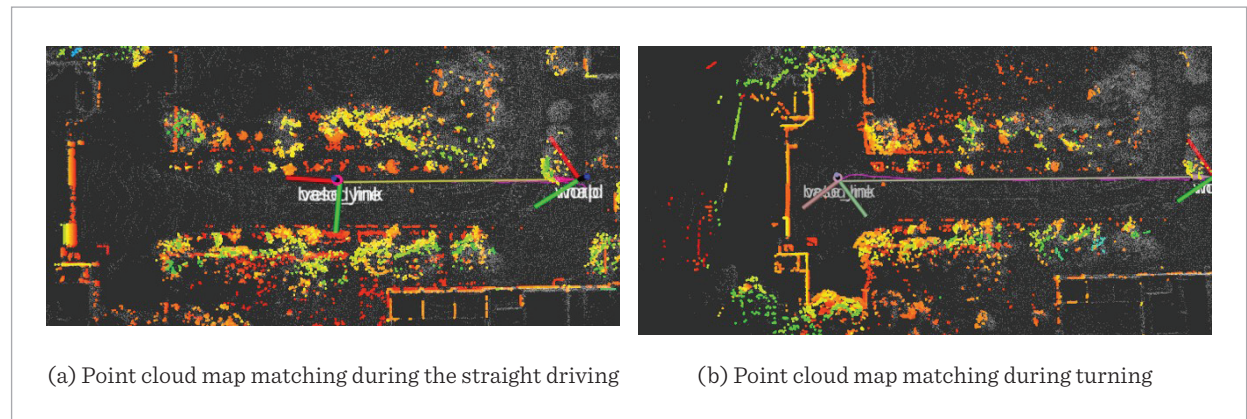 (a) Point cloud map matching during the straight driving
(b) Point cloud map matching during turning